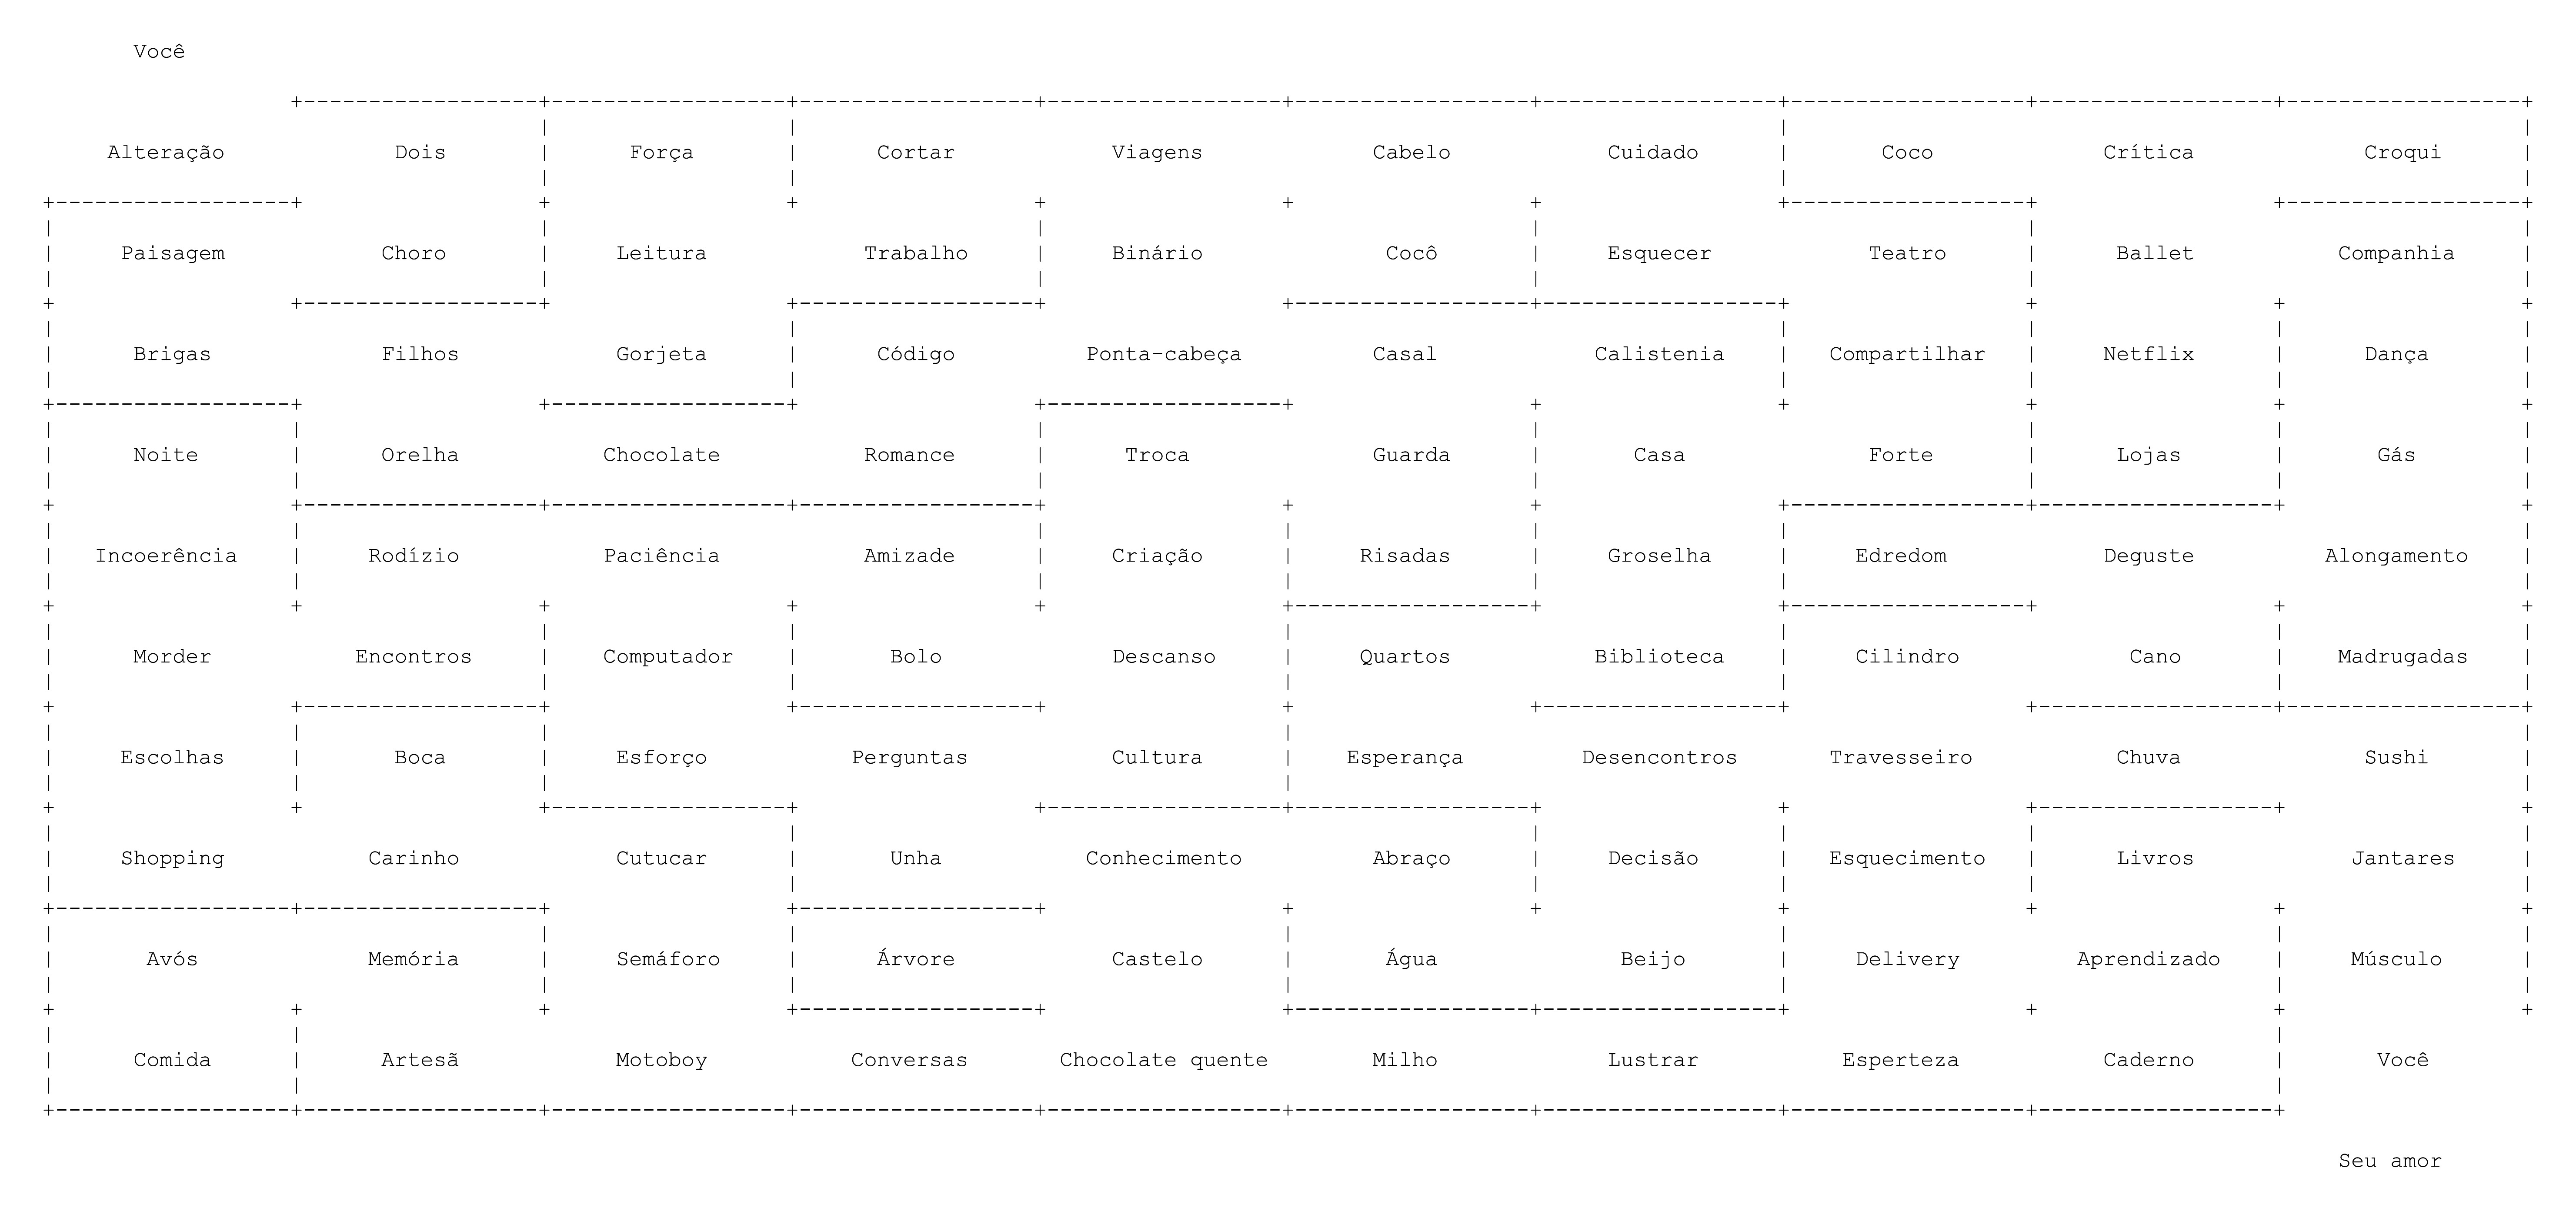 Você
Alteração Dois Força Cortar Viagens Cabelo Cuidado Coco Crítica Croqui
Paisagem Choro Leitura Trabalho Binário Cocô Esquecer Teatro Ballet Companhia
Brigas Filhos Gorjeta Código Ponta-cabeça Casal Calistenia Compartilhar Netflix Dança
Noite Orelha Chocolate Romance Troca Guarda Casa Forte Lojas Gás
Incoerência Rodízio Paciência Amizade Criação Risadas Groselha Edredom Deguste Alongamento
Morder Encontros Computador Bolo Descanso Quartos Biblioteca Cilindro Cano Madrugadas
Escolhas Boca Esforço Perguntas Cultura Esperança Desencontros Travesseiro Chuva Sushi
Shopping Carinho Cutucar Unha Conhecimento Abraço Decisão Esquecimento Livros Jantares
Avós Memória Semáforo Árvore Castelo Água Beijo Delivery Aprendizado Músculo
Comida Artesã Motoboy Conversas Chocolate quente Milho Lustrar Esperteza Caderno Você
Seu amor